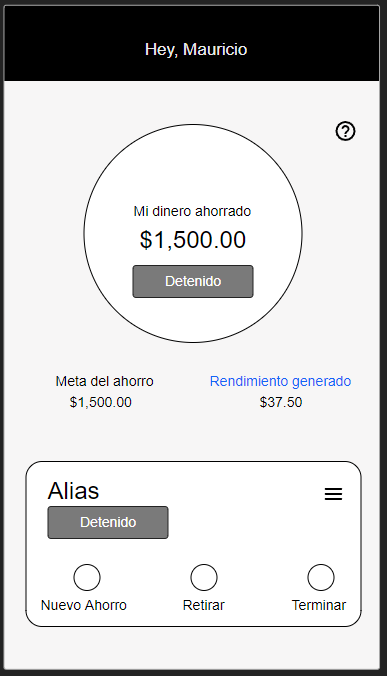 Hey, Mauricio
Mi dinero ahorrado
$1,500.00
Detenido
Meta del ahorro
$1,500.00
Rendimiento generado
$37.50
Alias
Detenido
Nuevo Ahorro
Retirar
Terminar